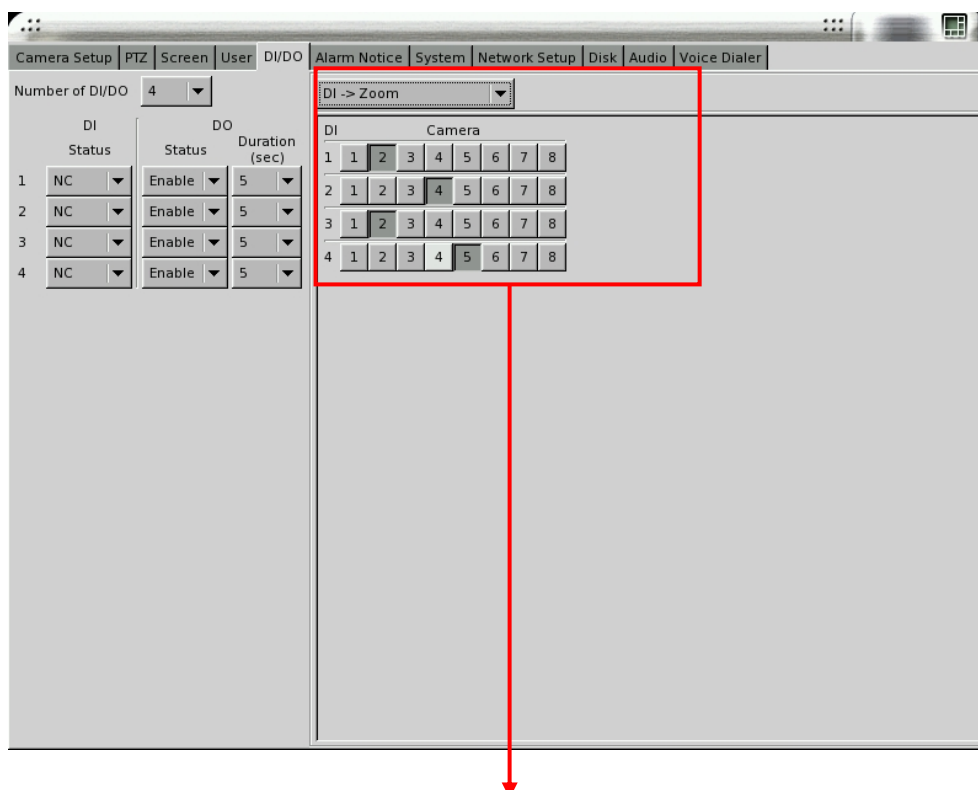 Camera Setup PTZ Screen User DI/DO Alarm Notice System Network Setup Disk Audio Voice Dialer
Number of DI/DO 4
DI DO
Status Status Duration (sec)
1 NC Enable 5
2 NC Enable 5
3 NC Enable 5
4 NC Enable 5
DI -> Zoom
DI Camera
1 1 2 3 4 5 6 7 8
2 1 2 3 4 5 6 7 8
3 1 2 3 4 5 6 7 8
4 1 2 3 4 5 6 7 8